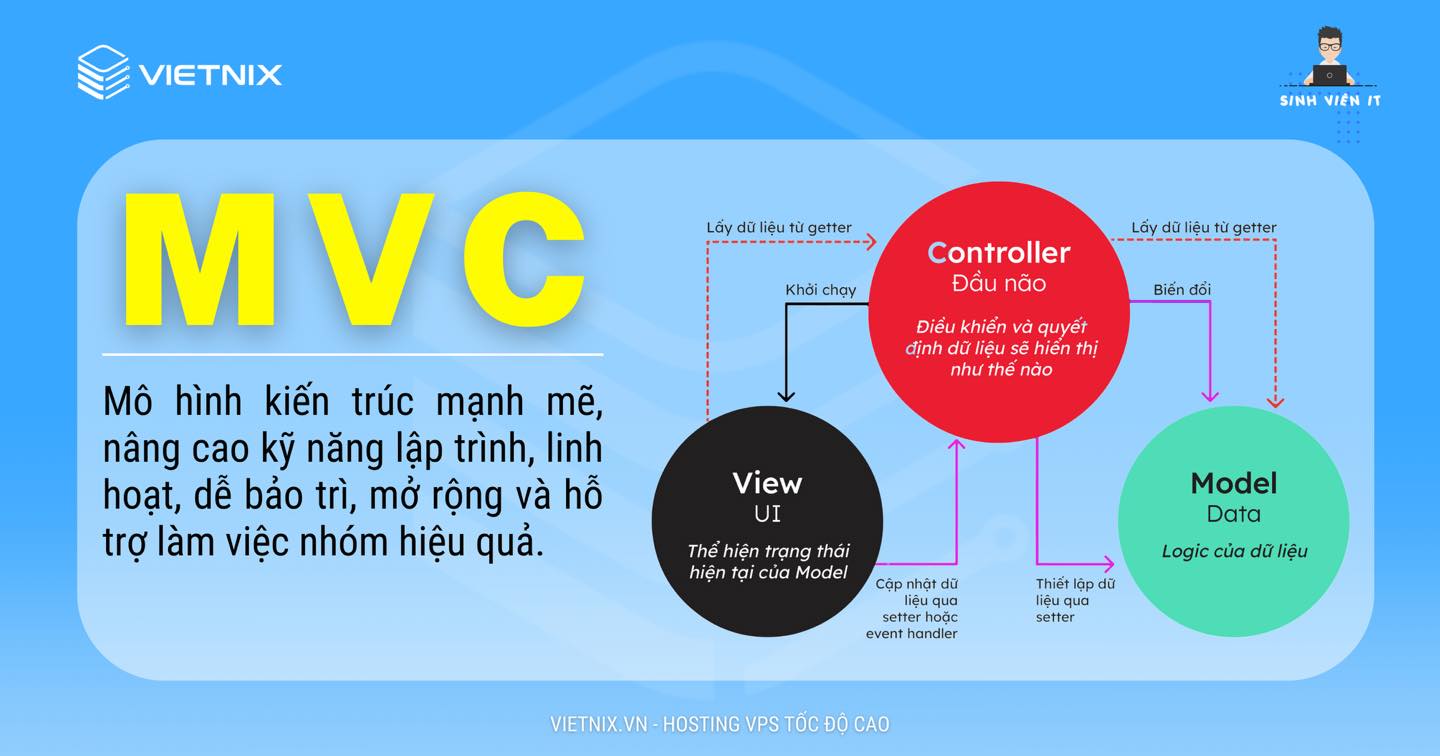 VIETNIX
SINH VIÊN IT
MVC
Mô hình kiến trúc mạnh mẽ,
nâng cao kỹ năng lập trình, linh
hoạt, dễ bảo trì, mở rộng và hỗ
trợ làm việc nhóm hiệu quả.
Lấy dữ liệu từ getter
Lấy dữ liệu từ getter
Controller
Đầu não
Điều khiển và quyết
định dữ liệu sẽ hiển thị
như thế nào
Khởi chạy
Biến đổi
View
UI
Thể hiện trạng thái
hiện tại của Model
Model
Data
Logic của dữ liệu
Cập nhật dữ
liệu qua
setter hoặc
event handler
Thiết lập dữ
liệu qua
setter
VIETNIX.VN - HOSTING VPS TỐC ĐỘ CAO